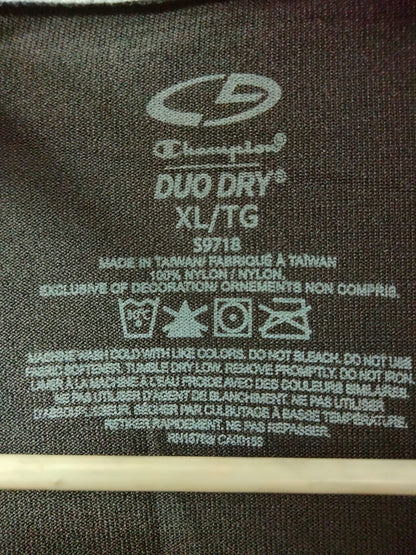 Champion®
DUO DRY®
XL/TG
S9718
MADE IN TAIWAN/ FABRIQUÉ À TAÏWAN
100% NYLON / NYLON.
EXCLUSIVE OF DECORATION/ ORNEMENTS NON COMPRIS.
30°C
MACHINE WASH COLD WITH LIKE COLORS. DO NOT BLEACH. DO NOT USE
FABRIC SOFTENER. TUMBLE DRY LOW. REMOVE PROMPTLY. DO NOT IRON.
LAVER À LA MACHINE À L'EAU FROIDE AVEC DES COULEURS SIMILAIRES.
NE PAS UTILISER D'AGENT DE BLANCHIMENT. NE PAS UTILISER
SÉCHER PAR CULBUTAGE À BASSE TEMPÉRATURE.
RETIRER RAPIDEMENT. NE PAS REPASSER.